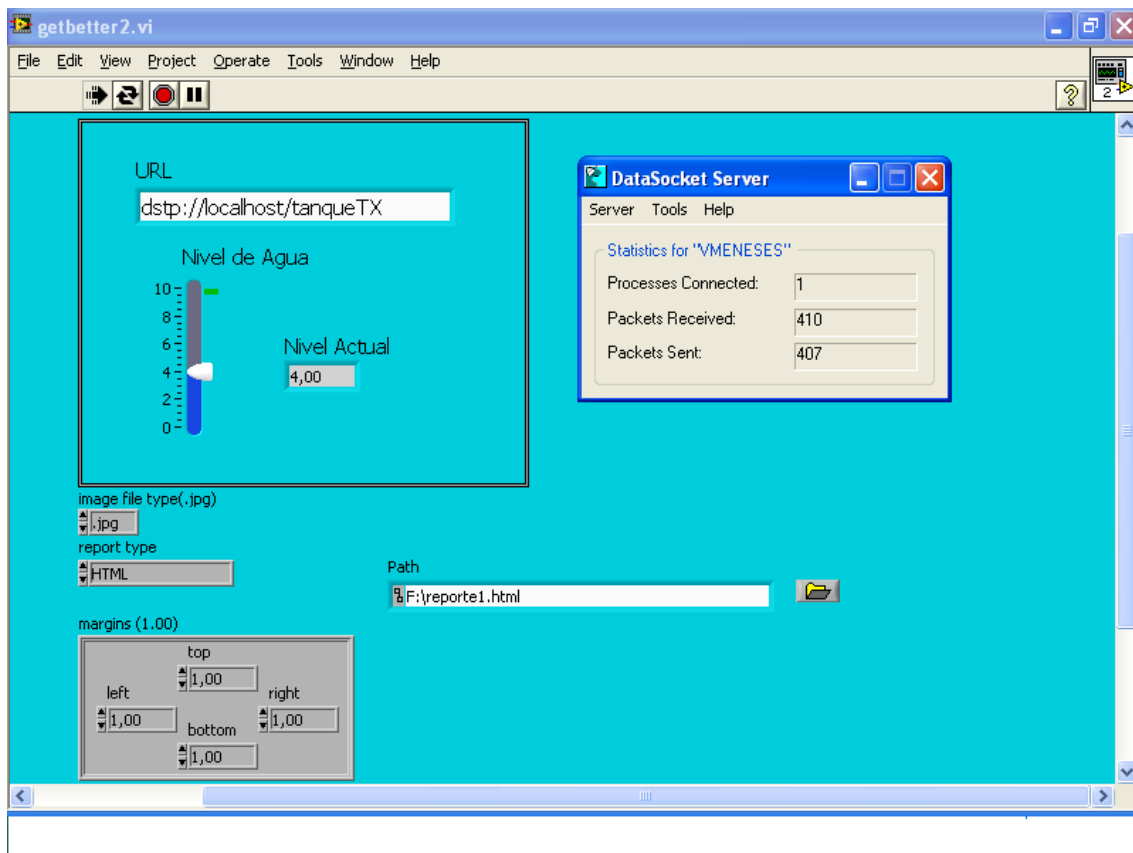 getbetter2.vi
File Edit View Project Operate Tools Window Help
2
URL
dstp://localhost/tanqueTX
Nivel de Agua
10
8
6
4
2
0
Nivel Actual
4,00
DataSocket Server
Server Tools Help
Statistics for "VMENESES"
Processes Connected: 1
Packets Received: 410
Packets Sent: 407
image file type(.jpg)
.jpg
report type
HTML
Path
F:\reporte1.html
margins (1.00)
top
1,00
left right
1,00 1,00
bottom
1,00